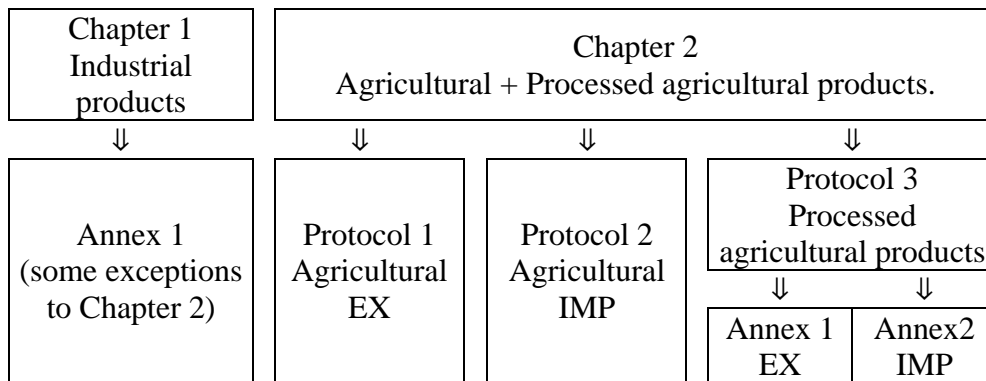 Chapter 1
Industrial
products
Chapter 2
Agricultural + Processed agricultural products.
⇓ ⇓ ⇓ ⇓
Annex 1
(some exceptions
to Chapter 2)
Protocol 1
Agricultural
EX
Protocol 2
Agricultural
IMP
Protocol 3
Processed
agricultural products
⇓ ⇓
Annex 1
EX
Annex2
IMP